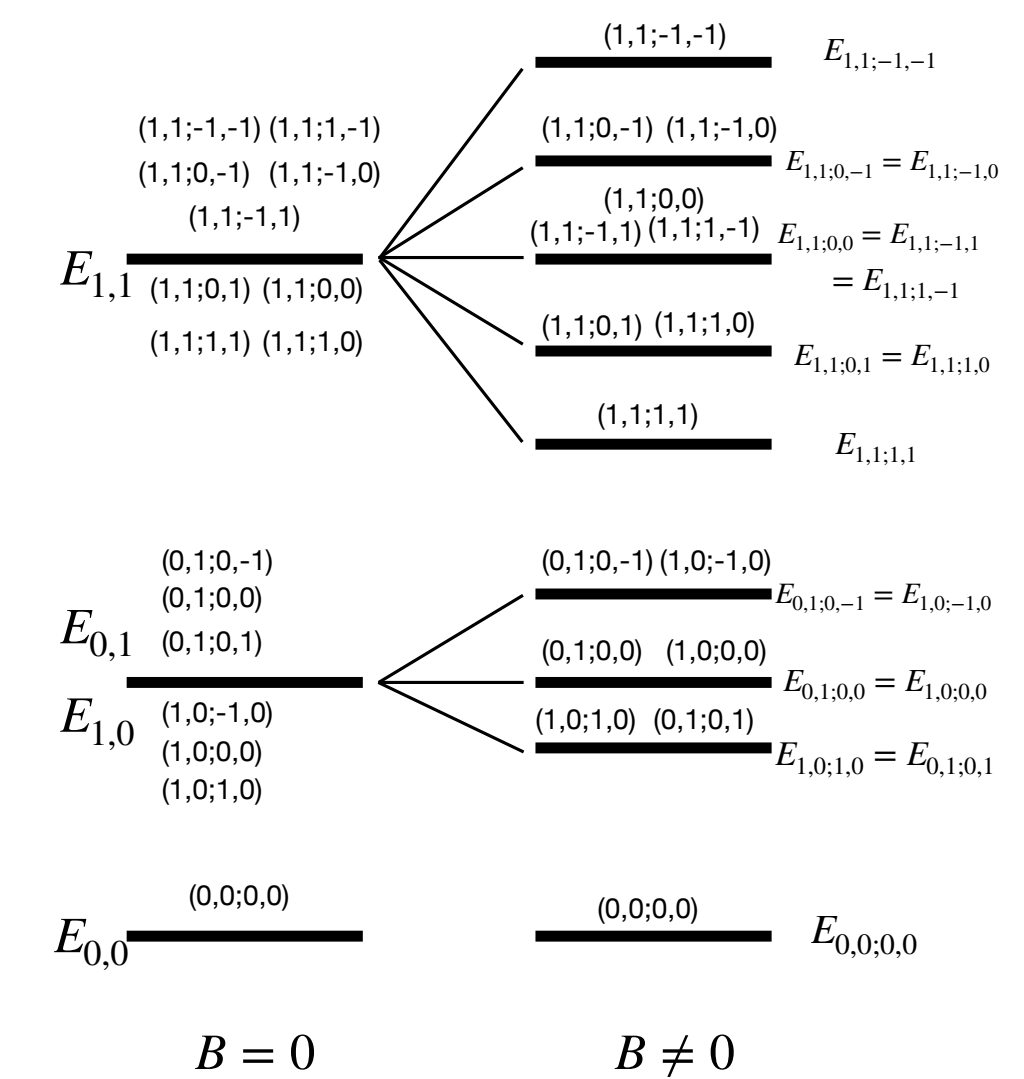 (1,1;-1,-1)
E_{1,1;−1,−1}
(1,1;-1,-1) (1,1;1,-1)
(1,1;0,-1) (1,1;-1,0)
E_{1,1;0,−1} = E_{1,1;−1,0}
(1,1;0,-1) (1,1;-1,0)
(1,1;-1,1)
(1,1;0,0)
(1,1;-1,1) (1,1;1,-1)
E_{1,1;0,0} = E_{1,1;−1,1}
= E_{1,1;1,−1}
E_{1,1}
(1,1;0,1) (1,1;0,0)
(1,1;1,1) (1,1;1,0)
(1,1;0,1) (1,1;1,0)
E_{1,1;0,1} = E_{1,1;1,0}
(1,1;1,1)
E_{1,1;1,1}
(0,1;0,-1)
(0,1;0,0)
(0,1;0,1)
E_{0,1}
E_{1,0}
(1,0;-1,0)
(1,0;0,0)
(1,0;1,0)
(0,1;0,-1) (1,0;-1,0)
E_{0,1;0,−1} = E_{1,0;−1,0}
(0,1;0,0) (1,0;0,0)
E_{0,1;0,0} = E_{1,0;0,0}
(1,0;1,0) (0,1;0,1)
E_{1,0;1,0} = E_{0,1;0,1}
(0,0;0,0)
E_{0,0}
(0,0;0,0)
E_{0,0;0,0}
B = 0
B ≠ 0